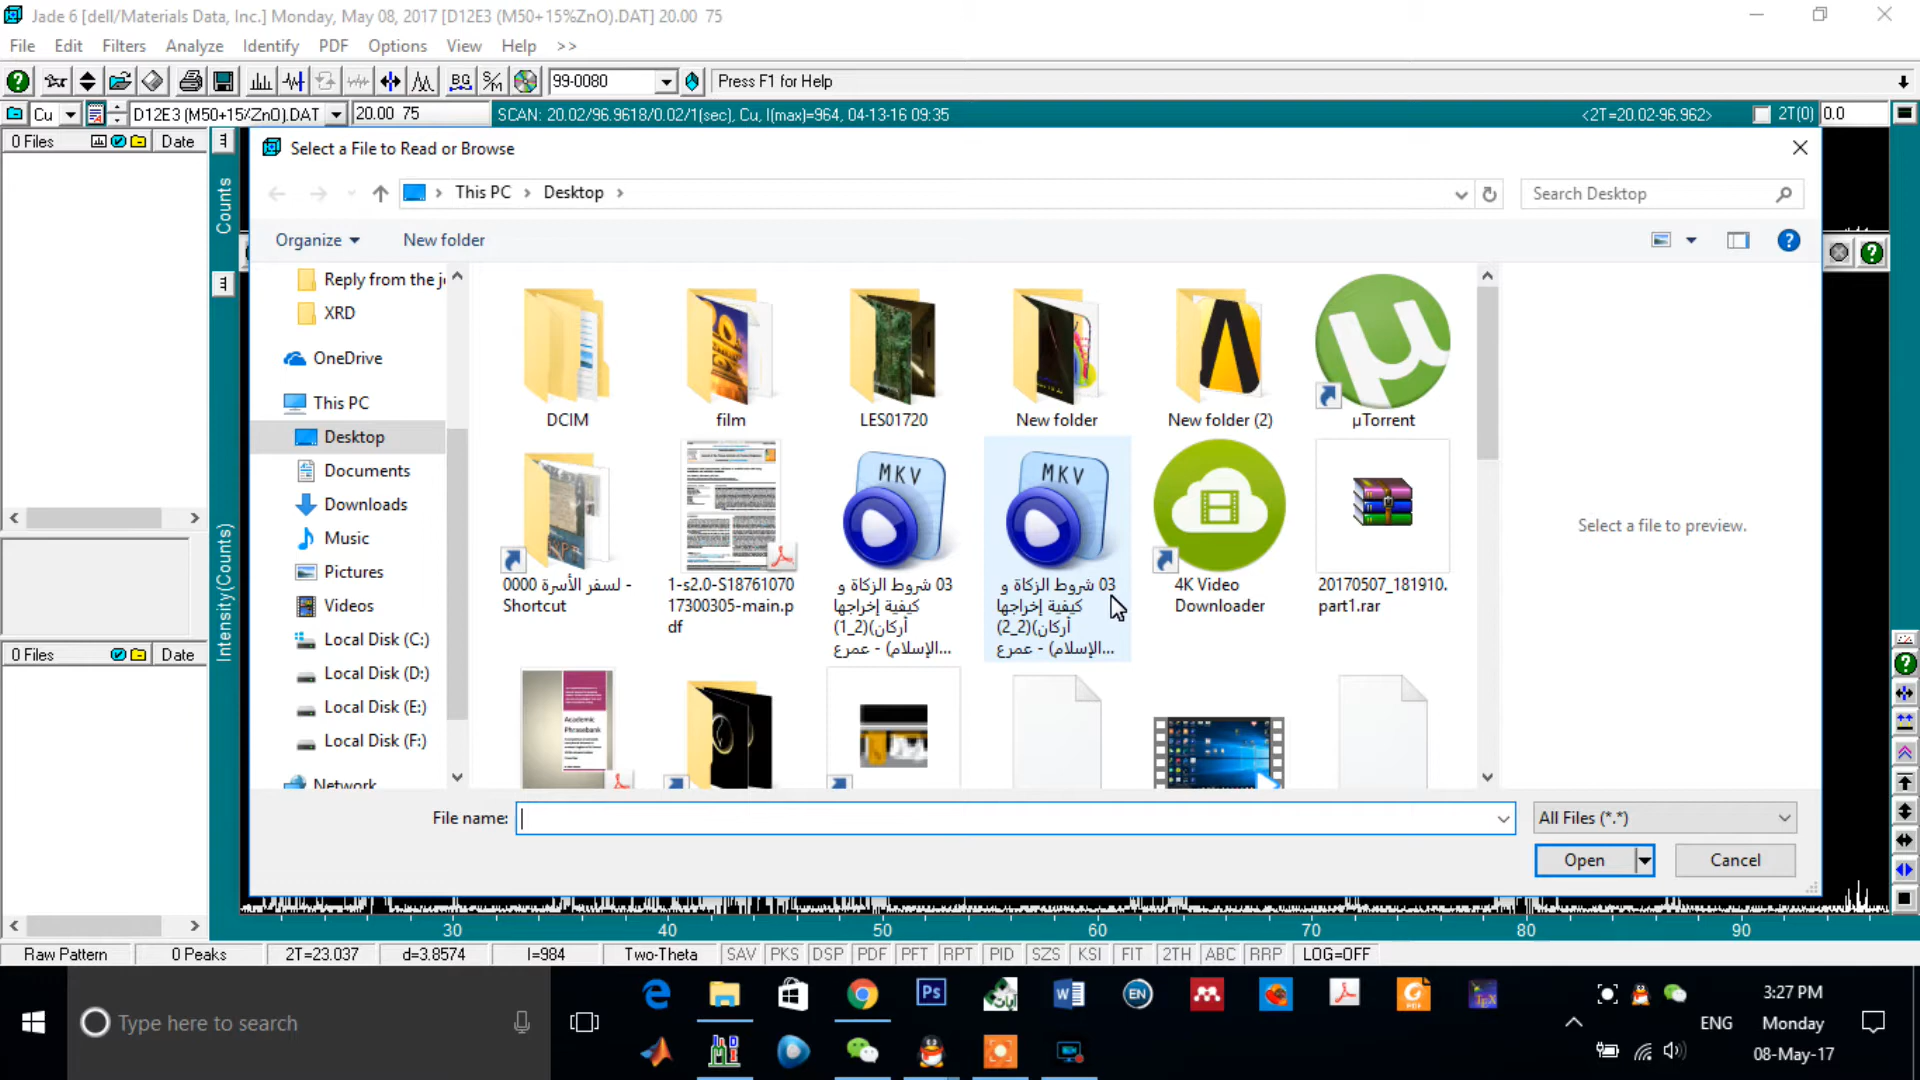 Jade 6 [dell/Materials Data, Inc.] Monday, May 08, 2017 [D12E3 (M50+15%ZnO).DAT] 20.00 75
File Edit Filters Analyze Identify PDF Options View Help >>
BG S/M 99-0080 Press F1 for Help
Cu D12E3 (M50+15%ZnO).DAT 20.00 75 SCAN: 20.02/96.9618/0.02/1(sec), Cu, I(max)=964, 04-13-16 09:35 <2T=20.02-96.962> 2T(0) 0.0
0 Files Date
Counts
Select a File to Read or Browse
This PC > Desktop >
Search Desktop
Organize New folder
Reply from the j
XRD
OneDrive
This PC
Desktop
Documents
Downloads
Music
Pictures
Videos
Local Disk (C:)
Local Disk (D:)
Local Disk (E:)
Local Disk (F:)
Network
DCIM
film
LES01720
New folder
New folder (2)
µTorrent
0000 لسفر الأسرة -
Shortcut
1-s2.0-S18761070
17300305-main.p
df
MKV
03 شروط الزكاة و
كيفية إخراجها
(1_2)(أركان
الإسلام) - عمرع...
MKV
03 شروط الزكاة و
كيفية إخراجها
(2_2)(أركان
الإسلام) - عمرع...
4K Video
Downloader
20170507_181910.
part1.rar
Academic
Phrasebank
Select a file to preview.
File name:
All Files (*.*)
Open
Cancel
Intensity(Counts)
0 Files Date
30 40 50 60 70 80 90
Raw Pattern 0 Peaks 2T=23.037 d=3.8574 I=984 Two-Theta SAV PKS DSP PDF PFT RPT PID SZS KSI FIT 2TH ABC RRP LOG=OFF
Type here to search
Ps
EN
PDF
TEX
ENG
3:27 PM
Monday
08-May-17